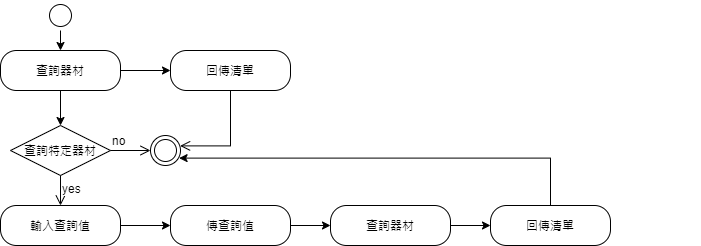 查詢器材
回傳清單
查詢特定器材
no
yes
輸入查詢值
傳查詢值
查詢器材
回傳清單